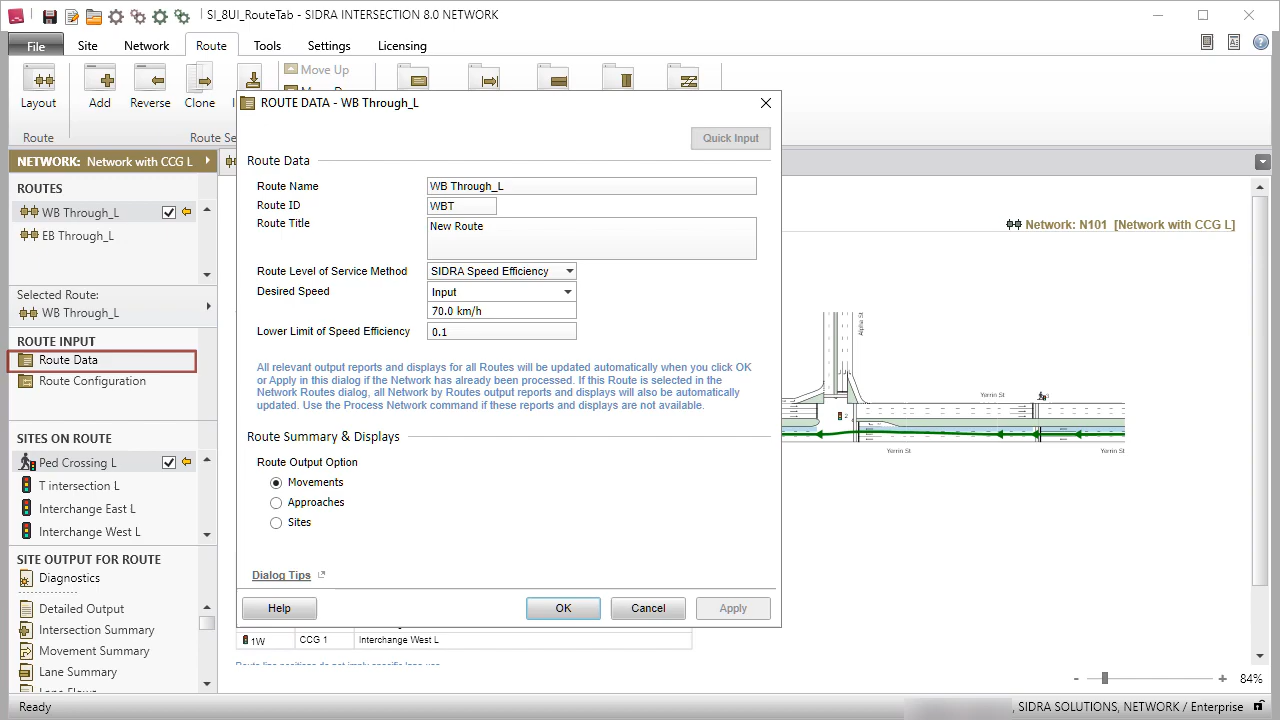 SI_8UI_RouteTab - SIDRA INTERSECTION 8.0 NETWORK
File Site Network Route Tools Settings Licensing
Layout Add Reverse Clone Move Up
Route Route Se
NETWORK: Network with CCG L
ROUTES
WB Through_L
EB Through_L
Selected Route:
WB Through_L
ROUTE INPUT
Route Data
Route Configuration
SITES ON ROUTE
Ped Crossing L
T intersection L
Interchange East L
Interchange West L
SITE OUTPUT FOR ROUTE
Diagnostics
Detailed Output
Intersection Summary
Movement Summary
Lane Summary
ROUTE DATA - WB Through_L
Quick Input
Route Data
Route Name WB Through_L
Route ID WBT
Route Title New Route
Route Level of Service Method SIDRA Speed Efficiency
Desired Speed Input
70.0 km/h
Lower Limit of Speed Efficiency 0.1
All relevant output reports and displays for all Routes will be updated automatically when you click OK
or Apply in this dialog if the Network has already been processed. If this Route is selected in the
Network Routes dialog, all Network by Routes output reports and displays will also be automatically
updated. Use the Process Network command if these reports and displays are not available.
Route Summary & Displays
Route Output Option
Movements
Approaches
Sites
Dialog Tips
Help OK Cancel Apply
1W CCG 1 Interchange West L
Network: N101 [Network with CCG L]
Alpha St
Yerrin St
2
Yerrin St Yerrin St
- + 84%
Ready , SIDRA SOLUTIONS, NETWORK / Enterprise